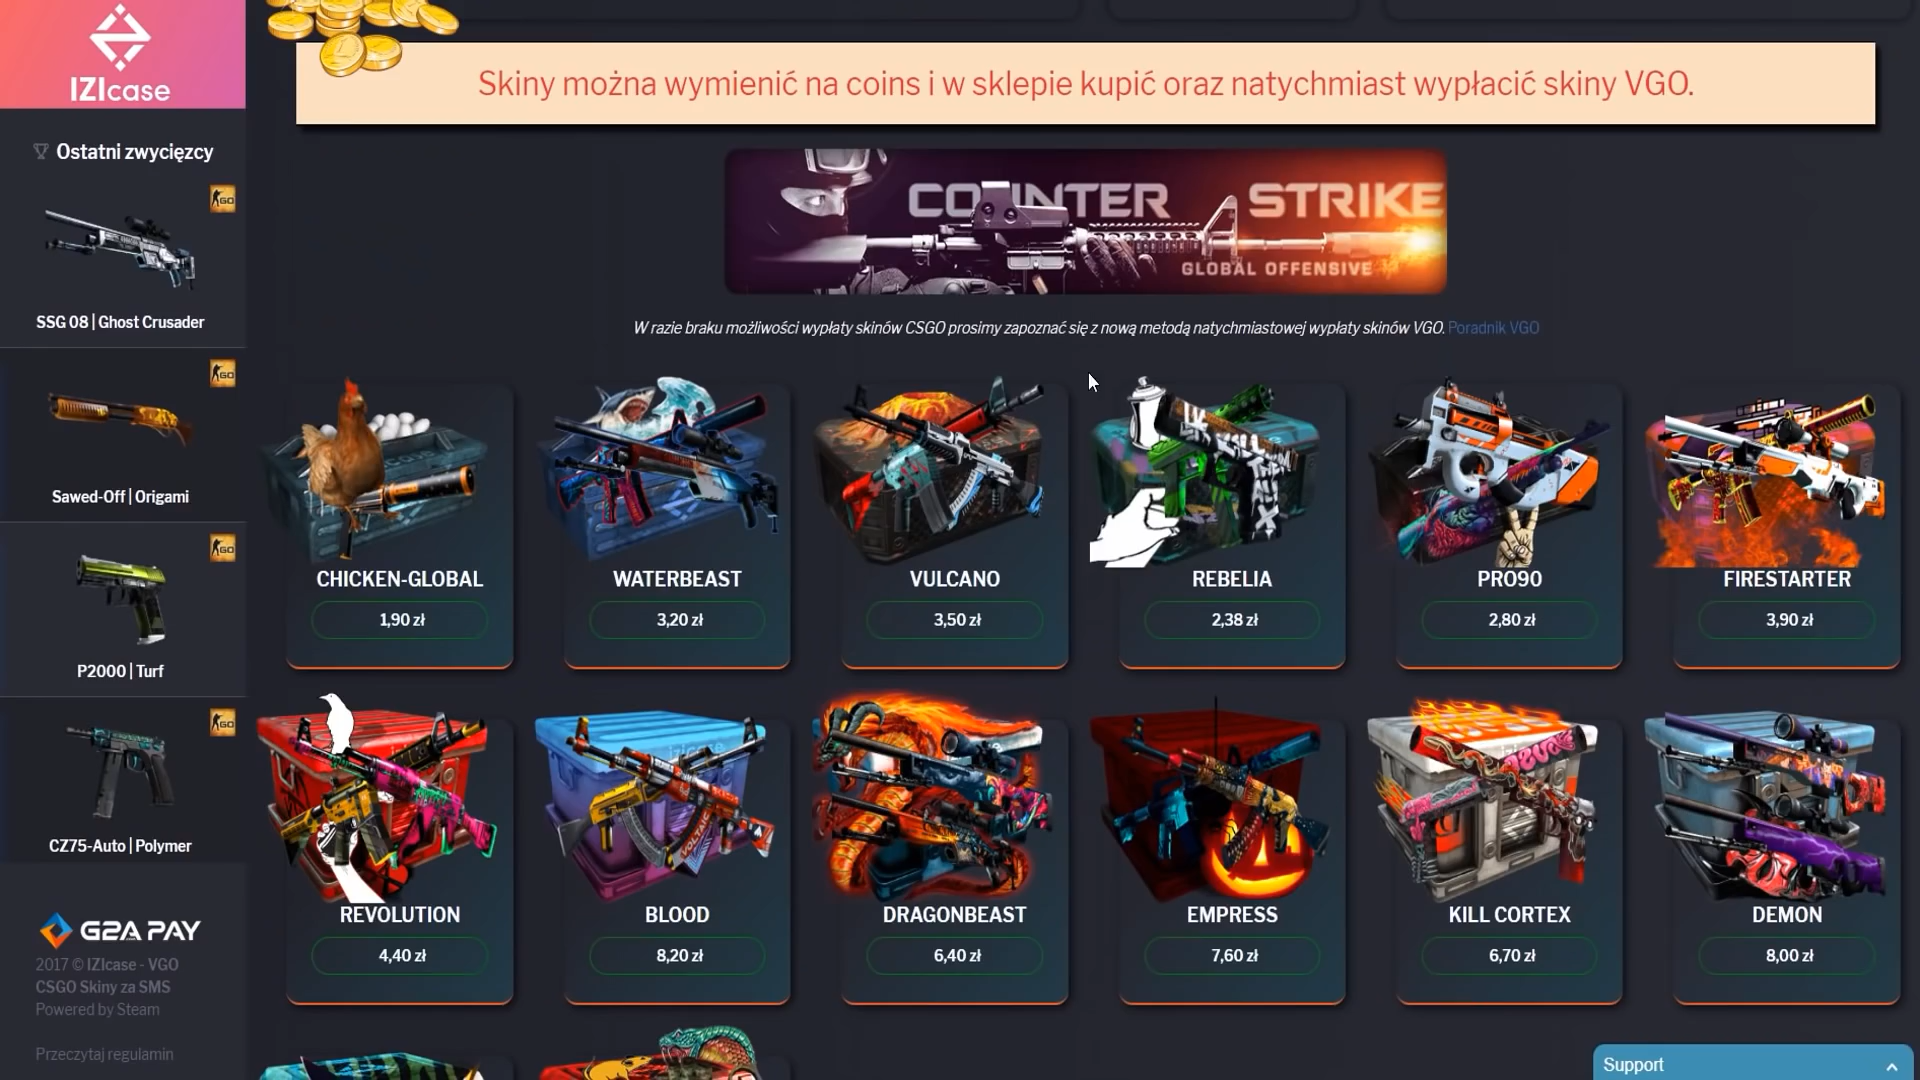 IZIcase
Skiny można wymienić na coins i w sklepie kupić oraz natychmiast wypłacić skiny VGO.
Ostatni zwycięzcy
GO
SSG 08 | Ghost Crusader
GO
Sawed-Off | Origami
GO
P2000 | Turf
GO
CZ75-Auto | Polymer
COUNTER STRIKE
GLOBAL OFFENSIVE
W razie braku możliwości wypłaty skinów CSGO prosimy zapoznać się z nową metodą natychmiastowej wypłaty skinów VGO. Poradnik VGO
CHICKEN-GLOBAL
1,90 zł
WATERBEAST
3,20 zł
VULCANO
3,50 zł
REBELIA
2,38 zł
PRO90
2,80 zł
FIRESTARTER
3,90 zł
REVOLUTION
4,40 zł
BLOOD
8,20 zł
DRAGONBEAST
6,40 zł
EMPRESS
7,60 zł
KILL CORTEX
6,70 zł
DEMON
8,00 zł
G2A PAY
2017 © IZIcase - VGO
CSGO Skiny za SMS
Powered by Steam
Przeczytaj regulamin
Support